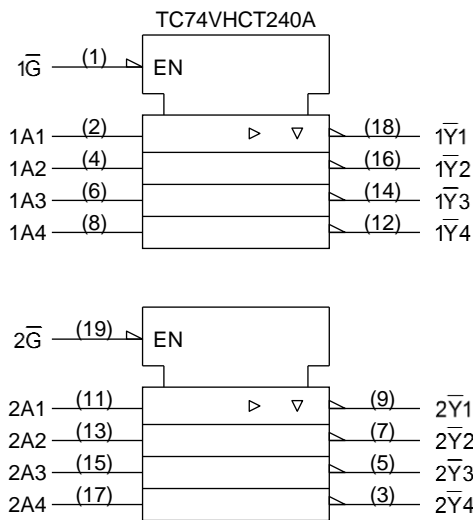 TC74VHCT240A
1G̅ (1) EN
1A1 (2) (18) 1Y̅1
1A2 (4) (16) 1Y̅2
1A3 (6) (14) 1Y̅3
1A4 (8) (12) 1Y̅4
2G̅ (19) EN
2A1 (11) (9) 2Y̅1
2A2 (13) (7) 2Y̅2
2A3 (15) (5) 2Y̅3
2A4 (17) (3) 2Y̅4